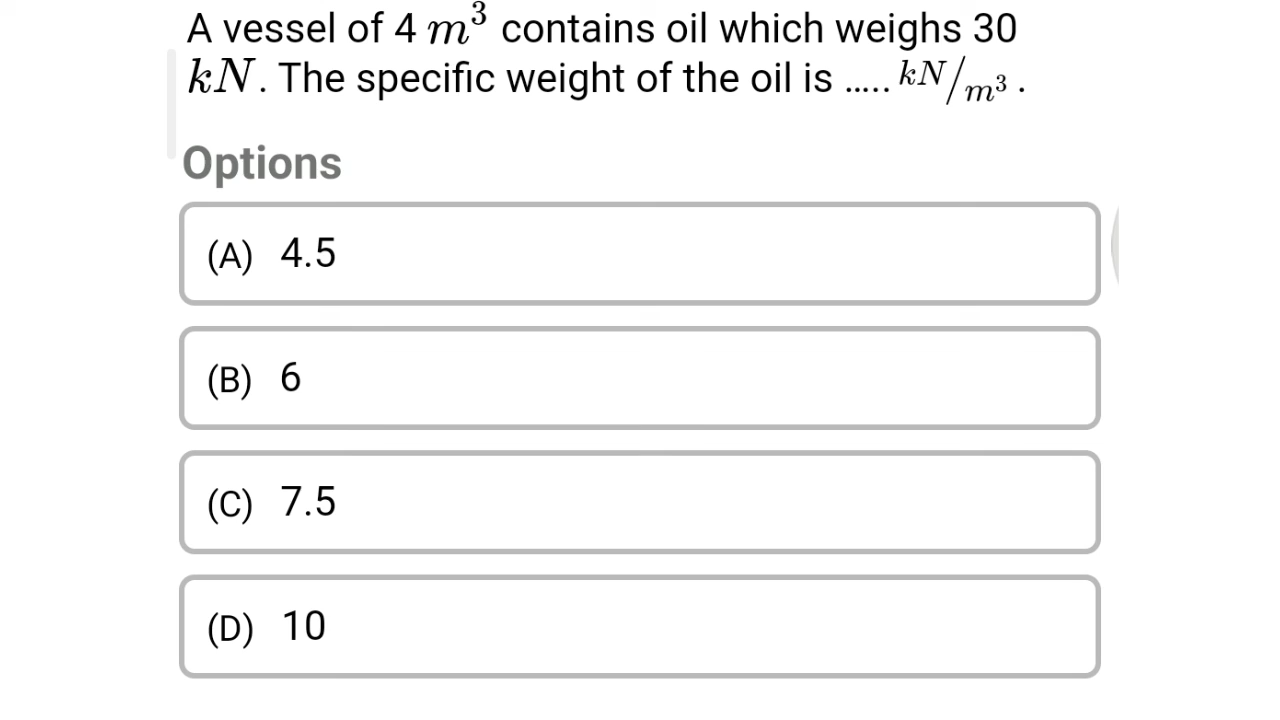 A vessel of 4 m³ contains oil which weighs 30
kN. The specific weight of the oil is ..... kN/m³ .
Options
(A) 4.5
(B) 6
(C) 7.5
(D) 10